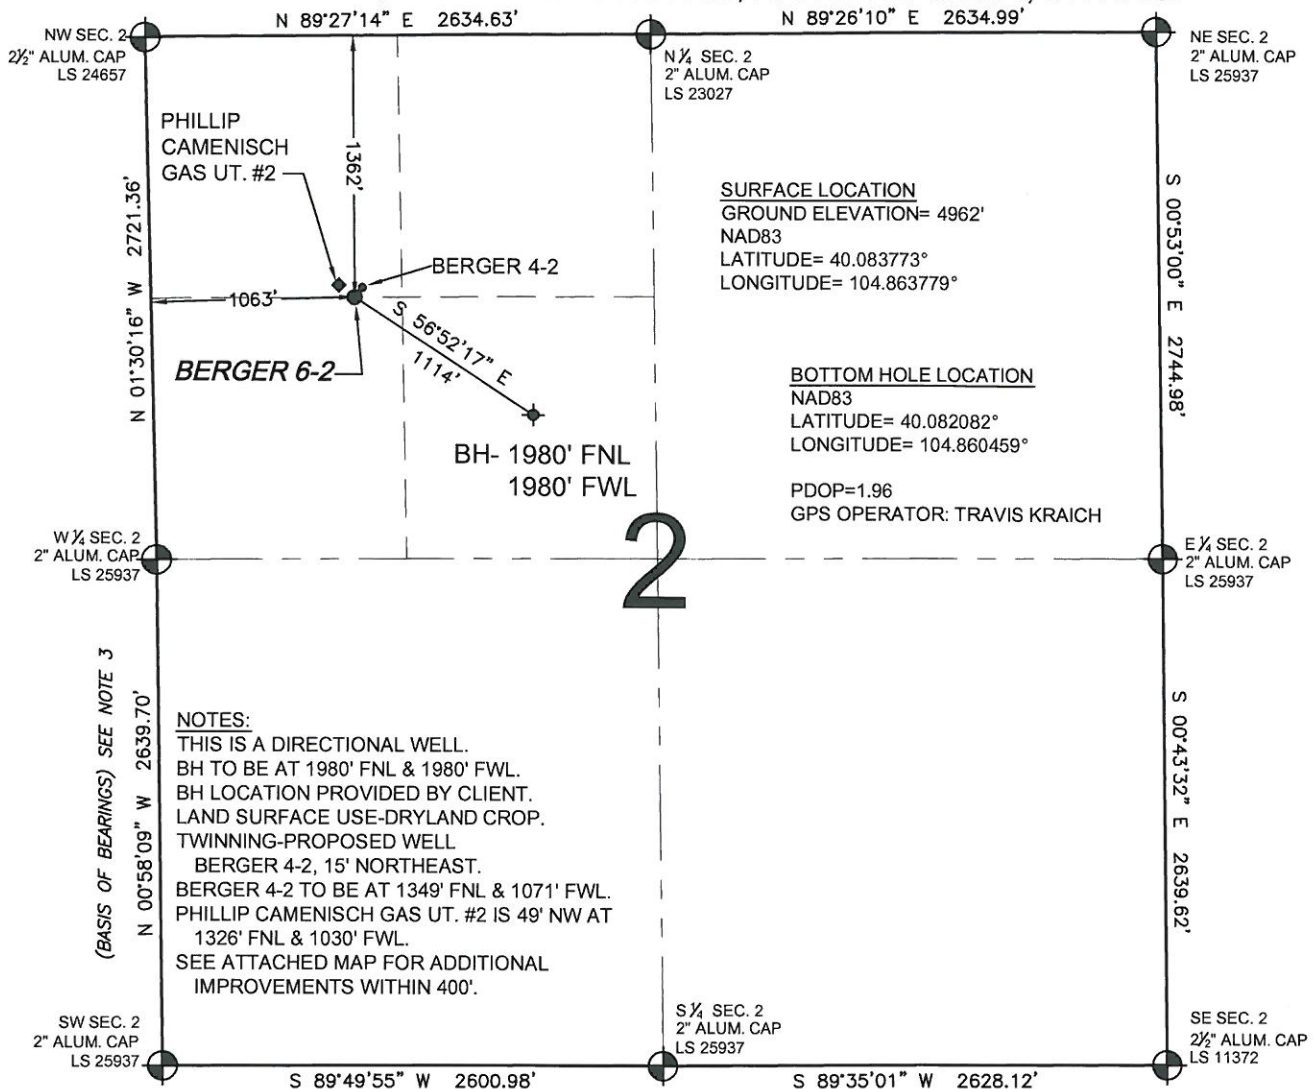 N 89°27'14" E 2634.63'
N 89°26'10" E 2634.99'
NW SEC. 2
2½" ALUM. CAP
LS 24657
N ¼ SEC. 2
2" ALUM. CAP
LS 23027
NE SEC. 2
2" ALUM. CAP
LS 25937
PHILLIP
CAMENISCH
GAS UT. #2
1362'
N 01°30'16" W 2721.36'
S 00°53'00" E 2744.98'
SURFACE LOCATION
GROUND ELEVATION= 4962'
NAD83
LATITUDE= 40.083773°
LONGITUDE= 104.863779°
BERGER 4-2
1063'
S 56°52'17" E
1114'
BERGER 6-2
BH- 1980' FNL
1980' FWL
BOTTOM HOLE LOCATION
NAD83
LATITUDE= 40.082082°
LONGITUDE= 104.860459°
PDOP=1.96
GPS OPERATOR: TRAVIS KRAICH
W ¼ SEC. 2
2" ALUM. CAP
LS 25937
2
E ¼ SEC. 2
2" ALUM. CAP
LS 25937
(BASIS OF BEARINGS) SEE NOTE 3
N 00°58'09" W 2639.70'
S 00°43'32" E 2639.62'
NOTES:
THIS IS A DIRECTIONAL WELL.
BH TO BE AT 1980' FNL & 1980' FWL.
BH LOCATION PROVIDED BY CLIENT.
LAND SURFACE USE-DRYLAND CROP.
TWINNING-PROPOSED WELL
BERGER 4-2, 15' NORTHEAST.
BERGER 4-2 TO BE AT 1349' FNL & 1071' FWL.
PHILLIP CAMENISCH GAS UT. #2 IS 49' NW AT
1326' FNL & 1030' FWL.
SEE ATTACHED MAP FOR ADDITIONAL
IMPROVEMENTS WITHIN 400'.
SW SEC. 2
2" ALUM. CAP
LS 25937
S ¼ SEC. 2
2" ALUM. CAP
LS 25937
SE SEC. 2
2½" ALUM. CAP
LS 11372
S 89°49'55" W 2600.98'
S 89°35'01" W 2628.12'